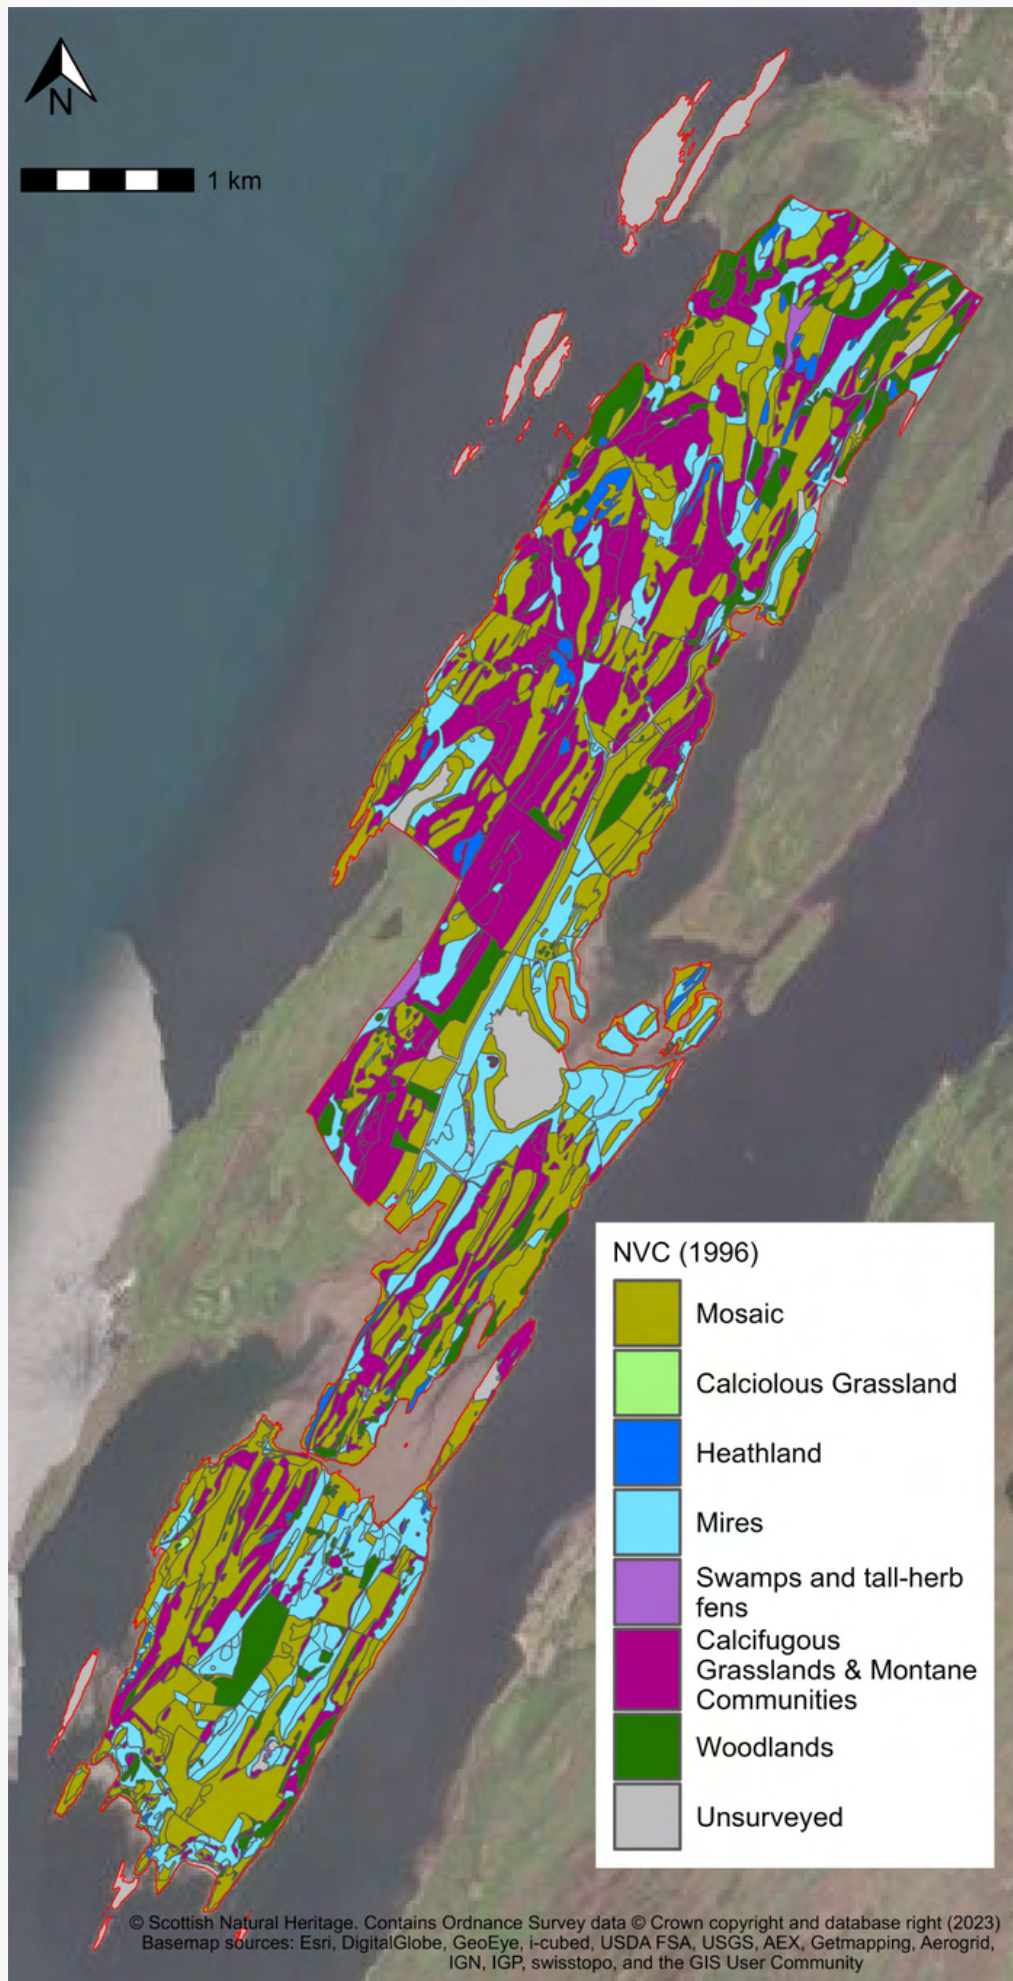 N
1 km
NVC (1996)
Mosaic
Calciolous Grassland
Heathland
Mires
Swamps and tall-herb
fens
Calcifugous
Grasslands & Montane
Communities
Woodlands
Unsurveyed
© Scottish Natural Heritage. Contains Ordnance Survey data © Crown copyright and database right (2023)
Basemap sources: Esri, DigitalGlobe, GeoEye, i-cubed, USDA FSA, USGS, AEX, Getmapping, Aerogrid,
IGN, IGP, swisstopo, and the GIS User Community